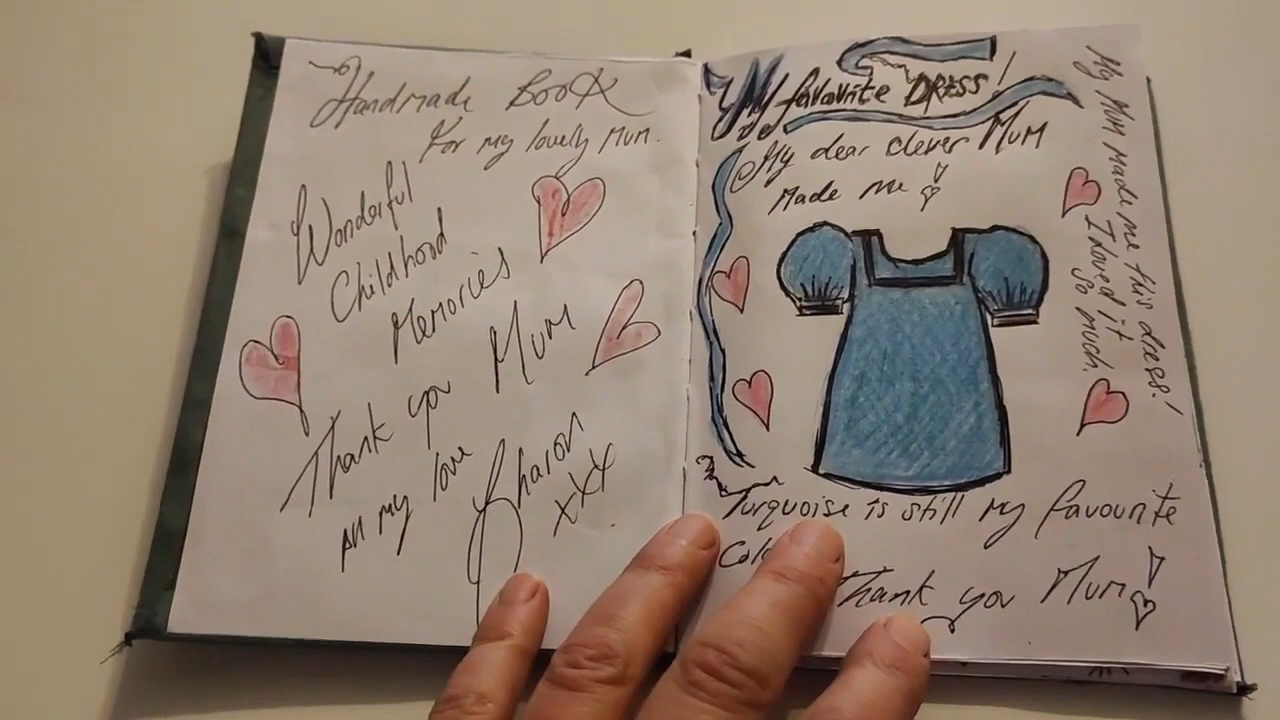 Handmade Book
For my lovely Mum.
Wonderful
Childhood
Memories
Thank you Mum
All my love
Sharon
xxx
My favourite DRESS!
My dear clever Mum
Made me!
My Mum made me this dress!
I loved it
So much.
Turquoise is still my favourite
Thank you Mum!